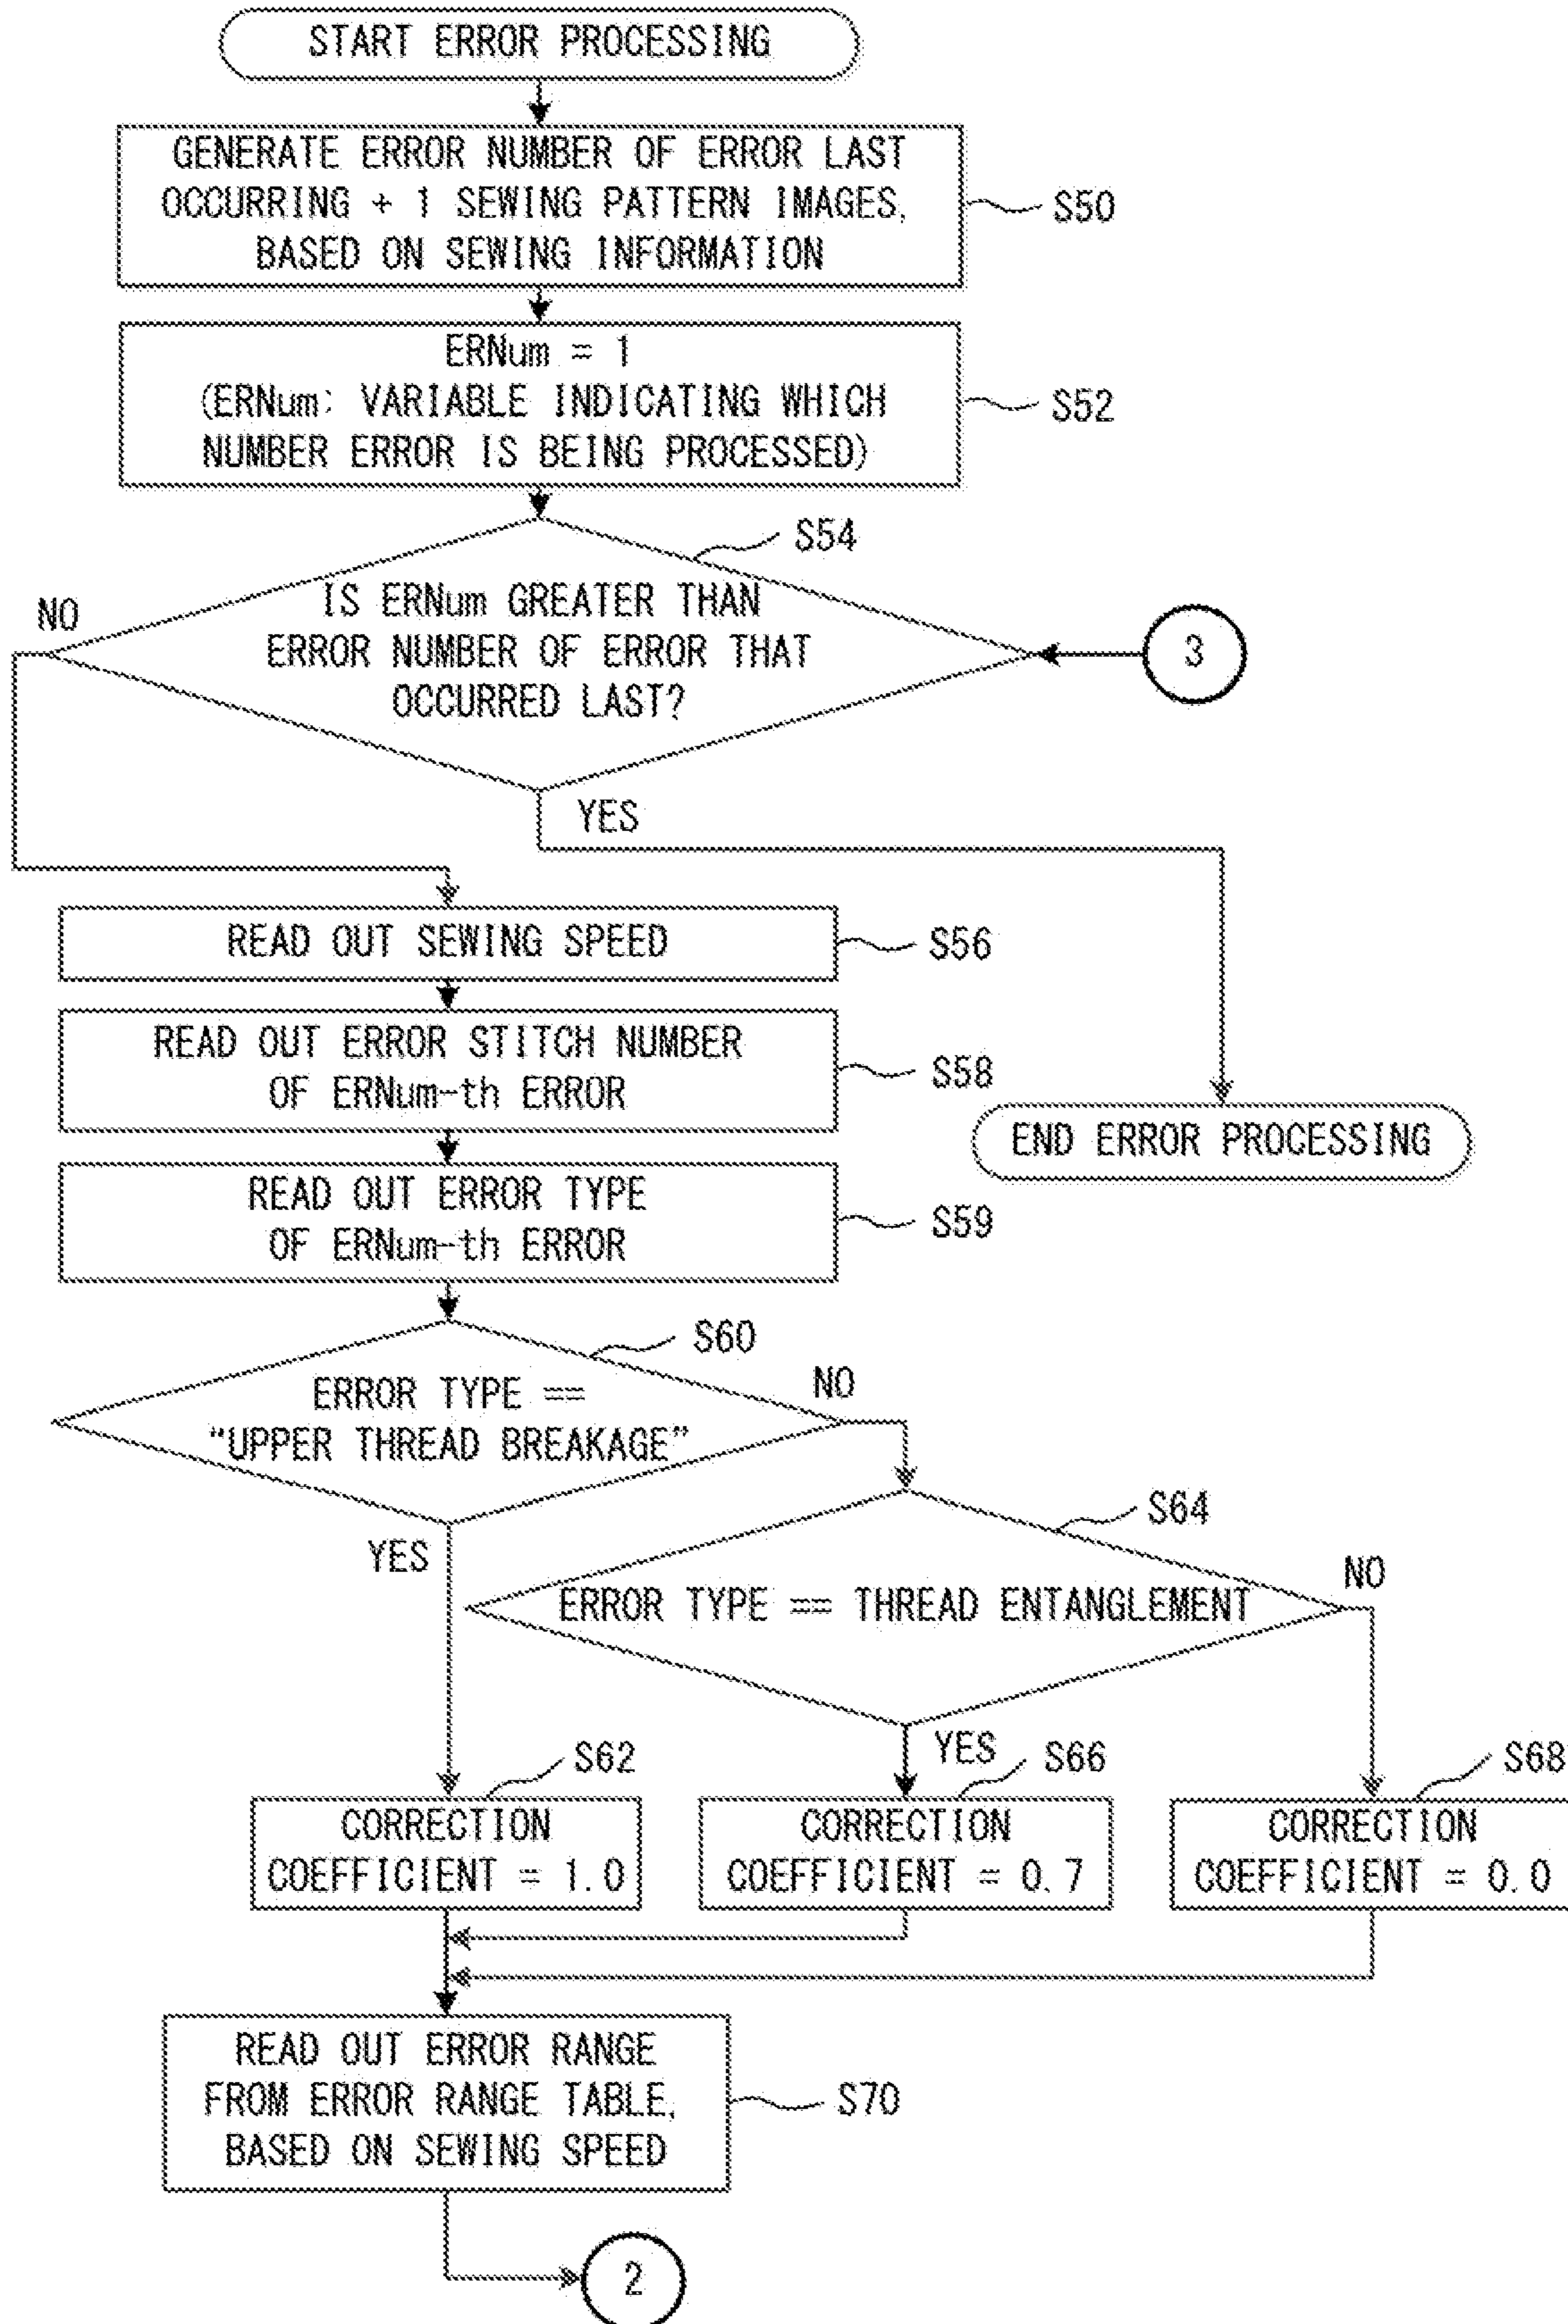 START ERROR PROCESSING
GENERATE ERROR NUMBER OF ERROR LAST
OCCURRING + 1 SEWING PATTERN IMAGES,
BASED ON SEWING INFORMATION
S50
ERNum = 1
(ERNum: VARIABLE INDICATING WHICH
NUMBER ERROR IS BEING PROCESSED)
S52
S54
IS ERNum GREATER THAN
ERROR NUMBER OF ERROR THAT
OCCURRED LAST?
NO
3
YES
READ OUT SEWING SPEED
S56
READ OUT ERROR STITCH NUMBER
OF ERNum-th ERROR
S58
END ERROR PROCESSING
READ OUT ERROR TYPE
OF ERNum-th ERROR
S59
S60
ERROR TYPE ==
“UPPER THREAD BREAKAGE”
NO
YES
S64
ERROR TYPE == THREAD ENTANGLEMENT
NO
YES
S62
CORRECTION
COEFFICIENT = 1.0
S66
CORRECTION
COEFFICIENT = 0.7
S68
CORRECTION
COEFFICIENT = 0.0
READ OUT ERROR RANGE
FROM ERROR RANGE TABLE,
BASED ON SEWING SPEED
S70
2